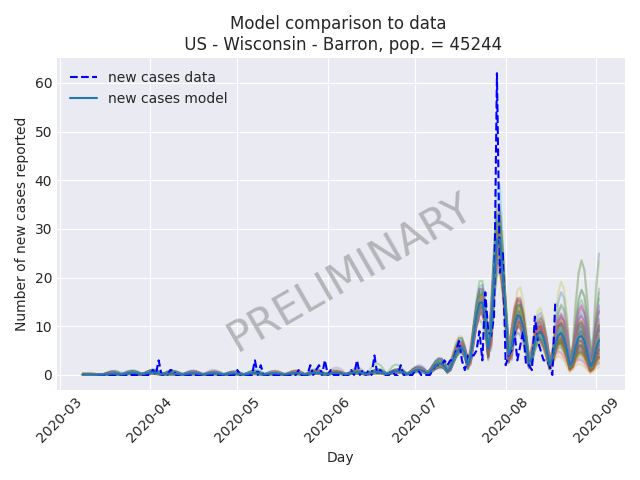 Model comparison to data
US - Wisconsin - Barron, pop. = 45244
new cases data
new cases model
PRELIMINARY
Number of new cases reported
60
50
40
30
20
10
0
2020-03
2020-04
2020-05
2020-06
2020-07
2020-08
2020-09
Day